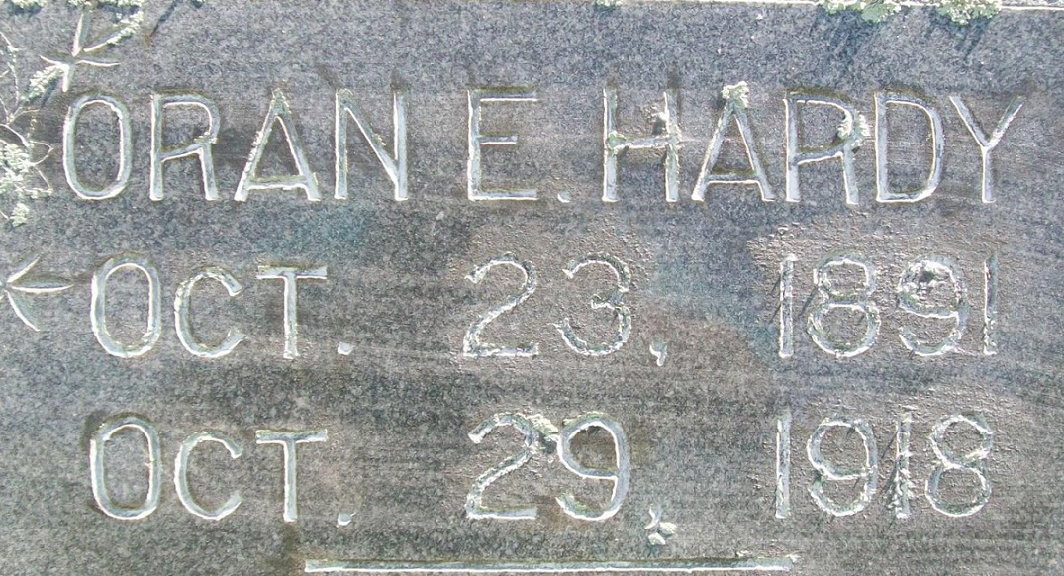 ORAN E. HARDY
OCT. 23, 1891
OCT. 29, 1918